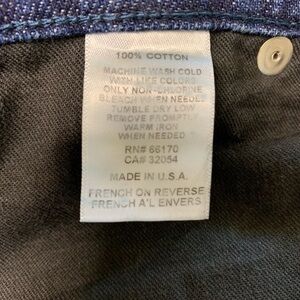 100% COTTON
MACHINE WASH COLD
WITH LIKE COLORS
ONLY NON-CHLORINE
BLEACH WHEN NEEDED
TUMBLE DRY LOW
REMOVE PROMPTLY
WARM IRON
WHEN NEEDED
RN# 66170
CA# 32054
MADE IN U.S.A.
FRENCH ON REVERSE
FRENCH A'L ENVERS